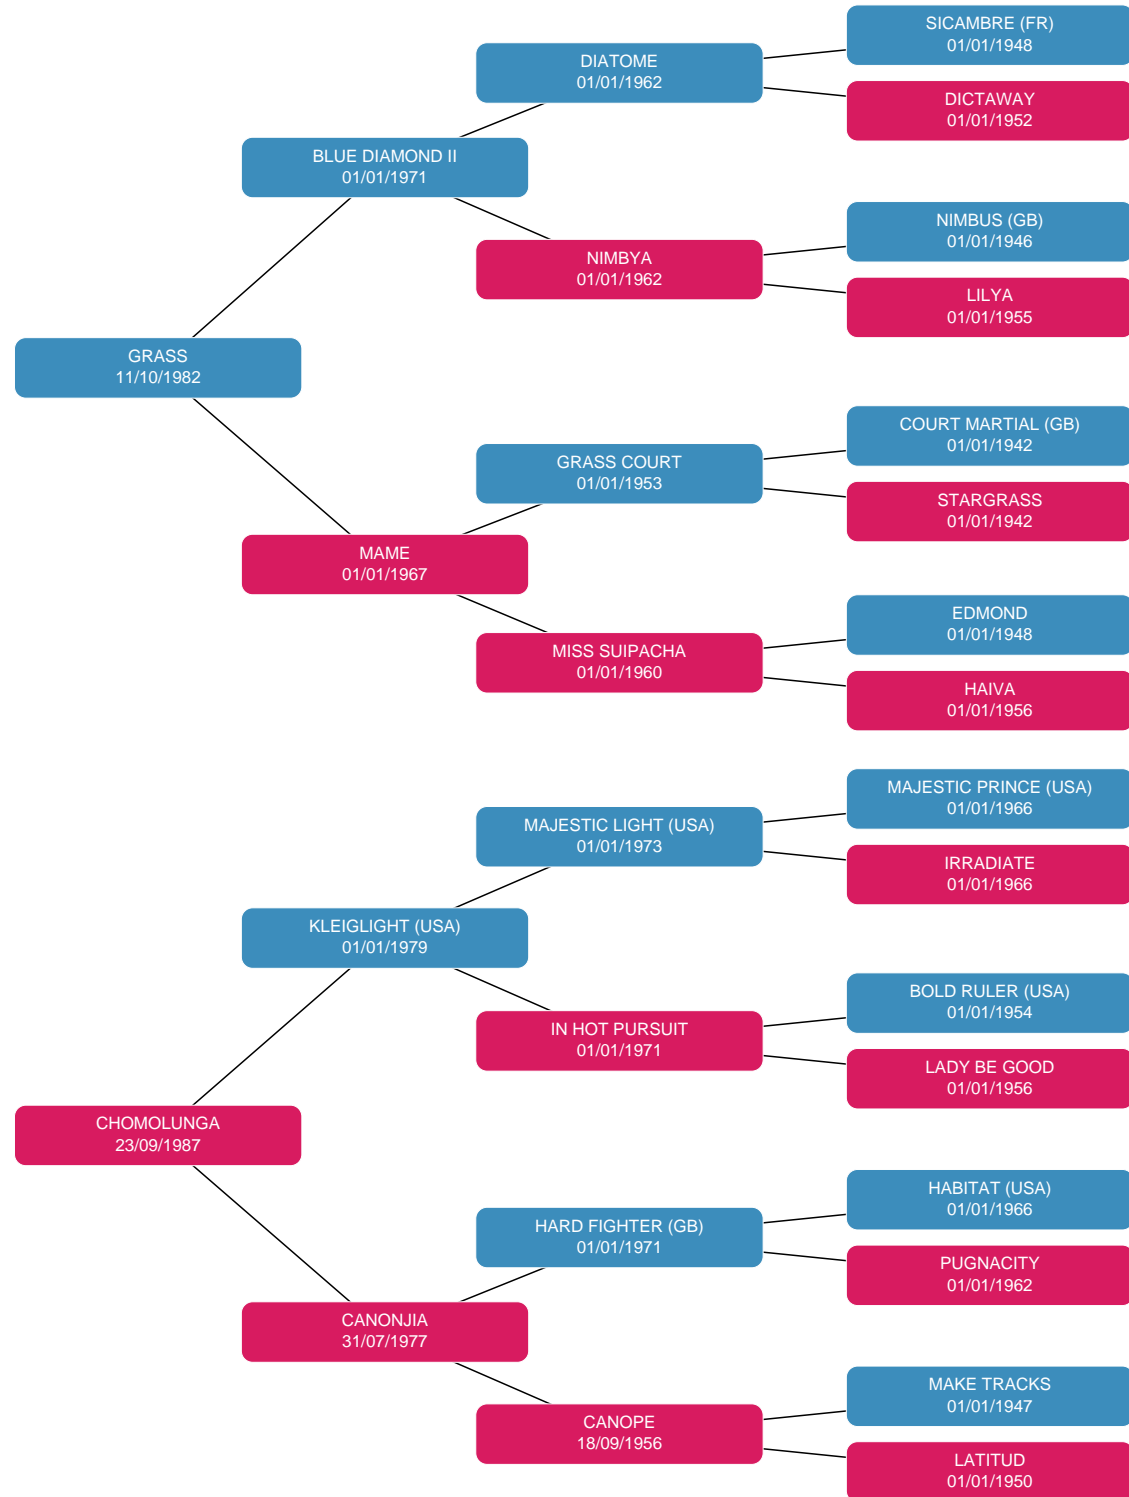 SICAMBRE (FR)
01/01/1948
DIATOME
01/01/1962
DICTAWAY
01/01/1952
BLUE DIAMOND II
01/01/1971
NIMBUS (GB)
01/01/1946
NIMBYA
01/01/1962
LILYA
01/01/1955
GRASS
11/10/1982
COURT MARTIAL (GB)
01/01/1942
GRASS COURT
01/01/1953
STARGRASS
01/01/1942
MAME
01/01/1967
EDMOND
01/01/1948
MISS SUIPACHA
01/01/1960
HAIVA
01/01/1956
MAJESTIC PRINCE (USA)
01/01/1966
MAJESTIC LIGHT (USA)
01/01/1973
IRRADIATE
01/01/1966
KLEIGLIGHT (USA)
01/01/1979
BOLD RULER (USA)
01/01/1954
IN HOT PURSUIT
01/01/1971
LADY BE GOOD
01/01/1956
CHOMOLUNGA
23/09/1987
HABITAT (USA)
01/01/1966
HARD FIGHTER (GB)
01/01/1971
PUGNACITY
01/01/1962
CANONJIA
31/07/1977
MAKE TRACKS
01/01/1947
CANOPE
18/09/1956
LATITUD
01/01/1950